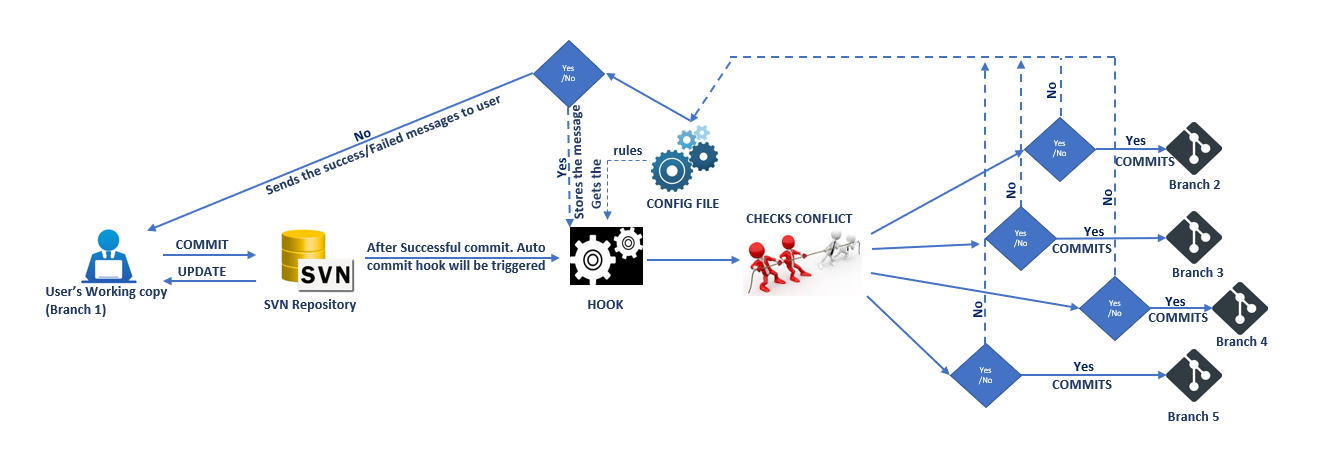 Yes
/No
No
Sends the success/Failed messages to user
Yes
Stores the message
Gets the
rules
CONFIG FILE
COMMIT
UPDATE
User's Working copy
(Branch 1)
SVN
SVN Repository
After Successful commit. Auto
commit hook will be triggered
HOOK
CHECKS CONFLICT
No
Yes
/No
Yes
COMMITS
Branch 2
No
Yes
/No
Yes
COMMITS
Branch 3
No
Yes
/No
Yes
COMMITS
Branch 4
No
Yes
/No
Yes
COMMITS
Branch 5